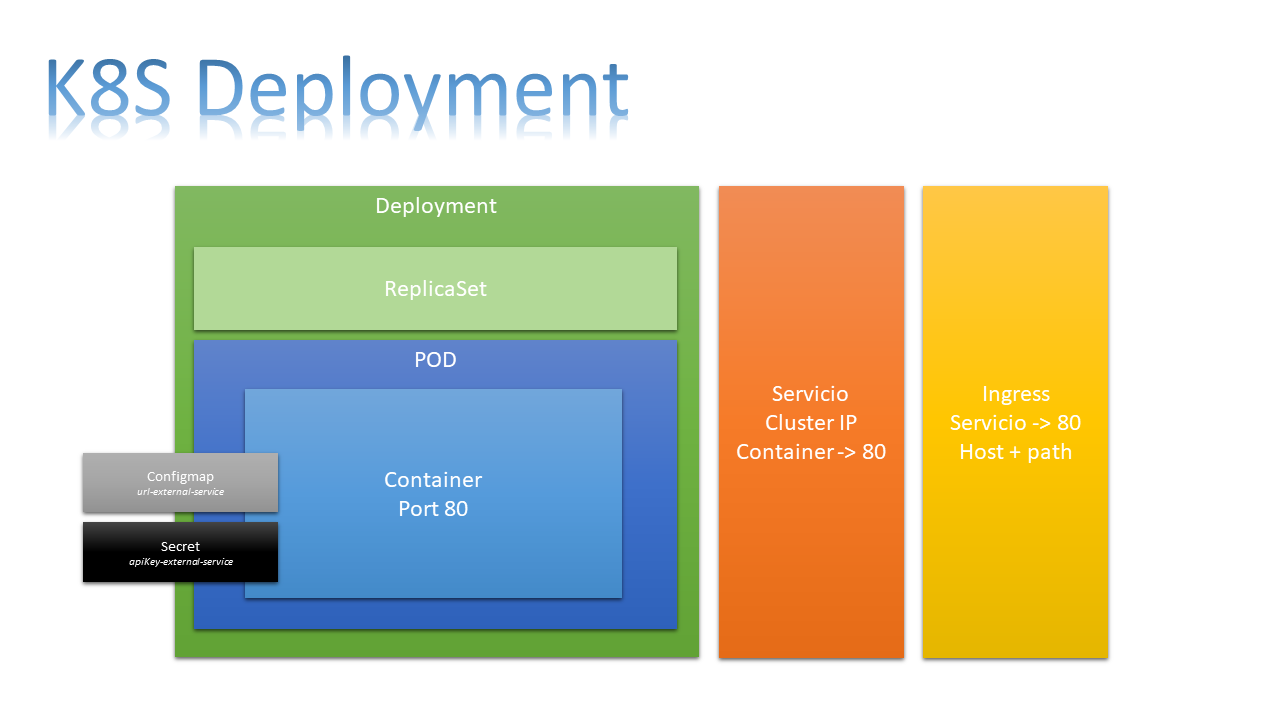 K8S Deployment
Deployment
ReplicaSet
POD
Container
Port 80
Configmap
url-external-service
Secret
apiKey-external-service
Servicio
Cluster IP
Container -> 80
Ingress
Servicio -> 80
Host + path